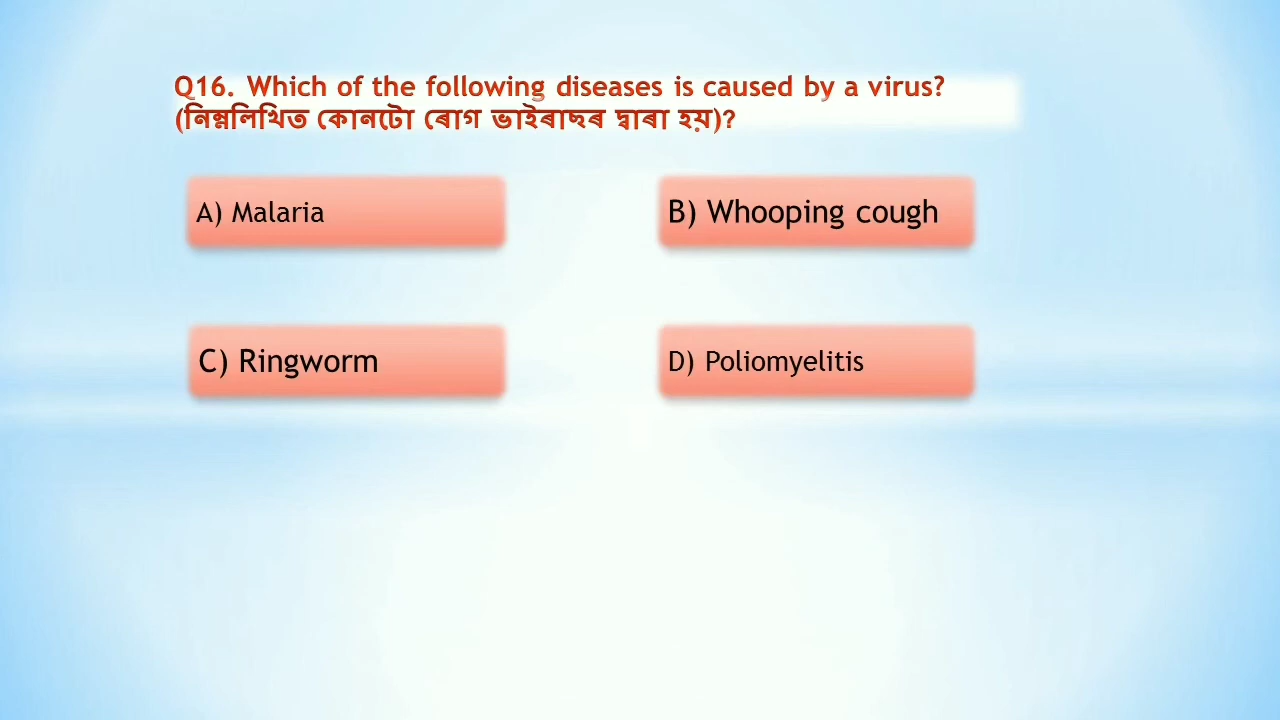 Q16. Which of the following diseases is caused by a virus?
(নিম্নলিখিত কোনটো ৰোগ ভাইৰাছৰ দ্বাৰা হয়)?
A) Malaria
B) Whooping cough
C) Ringworm
D) Poliomyelitis